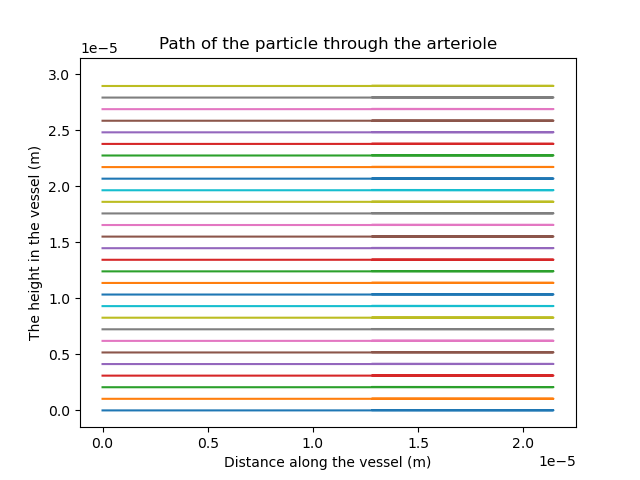 Path of the particle through the arteriole
1e−5
The height in the vessel (m)
3.0
2.5
2.0
1.5
1.0
0.5
0.0
0.0 0.5 1.0 1.5 2.0
1e−5
Distance along the vessel (m)